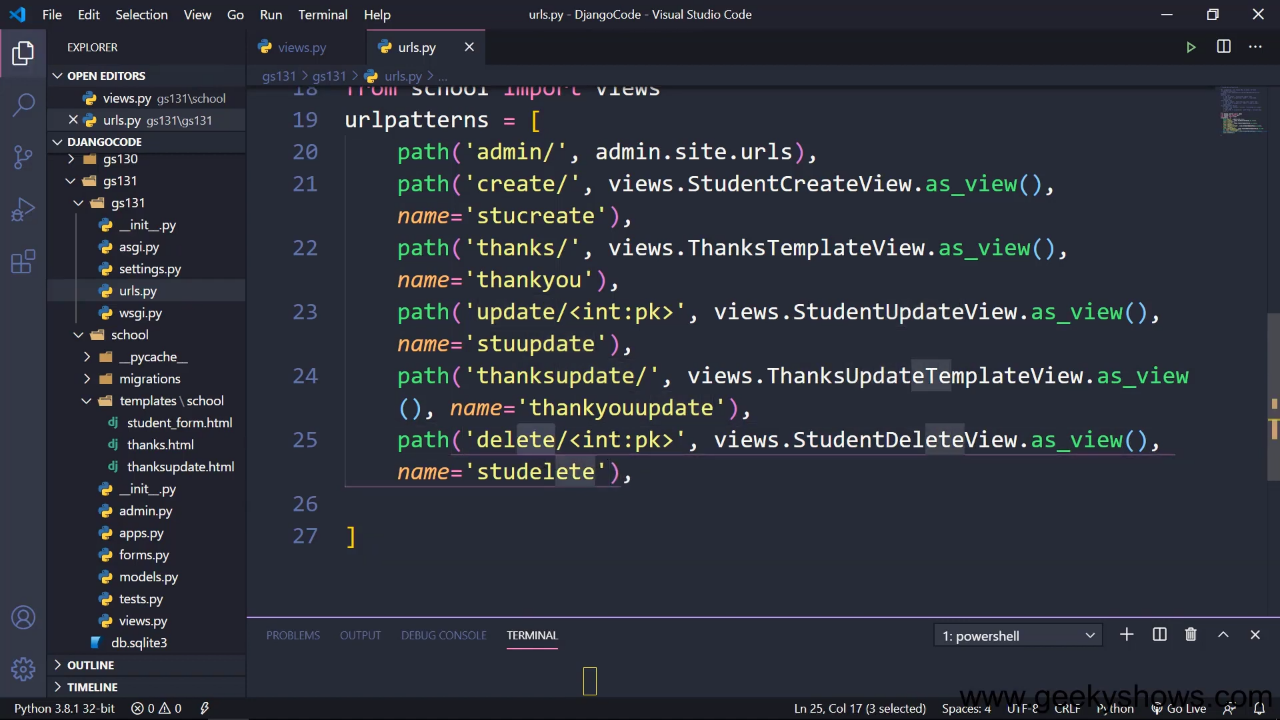 File Edit Selection View Go Run Terminal Help urls.py - DjangoCode - Visual Studio Code
EXPLORER
views.py urls.py
OPEN EDITORS
gs131 > gs131 > urls.py > ...
views.py gs131\school
urls.py gs131\gs131
DJANGOCODE
gs130
gs131
gs131
__init__.py
asgi.py
settings.py
urls.py
wsgi.py
school
__pycache__
migrations
templates \ school
student_form.html
thanks.html
thanksupdate.html
__init__.py
admin.py
apps.py
forms.py
models.py
tests.py
views.py
db.sqlite3
OUTLINE
TIMELINE
18 from school import views
19 urlpatterns = [
20 path('admin/', admin.site.urls),
21 path('create/', views.StudentCreateView.as_view(),
name='stucreate'),
22 path('thanks/', views.ThanksTemplateView.as_view(),
name='thankyou'),
23 path('update/<int:pk>', views.StudentUpdateView.as_view(),
name='stuupdate'),
24 path('thanksupdate/', views.ThanksUpdateTemplateView.as_view
(), name='thankyouupdate'),
25 path('delete/<int:pk>', views.StudentDeleteView.as_view(),
name='studelete'),
26
27 ]
PROBLEMS OUTPUT DEBUG CONSOLE TERMINAL 1: powershell
www.geekyshows.com
Python 3.8.1 32-bit 0 0 Ln 25, Col 17 (3 selected) Spaces: 4 UTF-8 CRLF Python Go Live